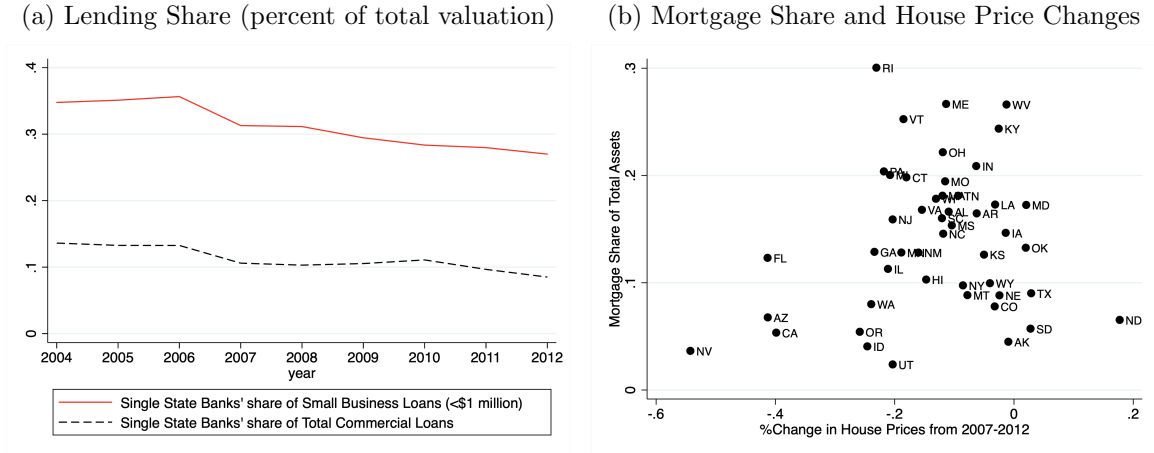 (a) Lending Share (percent of total valuation)
.4
.3
.2
.1
0
2004 2005 2006 2007 2008 2009 2010 2011 2012
year
Single State Banks' share of Small Business Loans (<$1 million)
Single State Banks' share of Total Commercial Loans
(b) Mortgage Share and House Price Changes
Mortgage Share of Total Assets
.3
.2
.1
0
RI
ME WV
VT
KY
OH
IN
PA CT
MO
TN
LA MD
VA AL AR
SC
NJ
MS
NC IA
OK
GA MN NM KS
FL
IL
HI
NY WY
MT NE TX
WA CO
AZ ND
CA OR SD
ID AK
NV
UT
-.6 -.4 -.2 0 .2
%Change in House Prices from 2007-2012